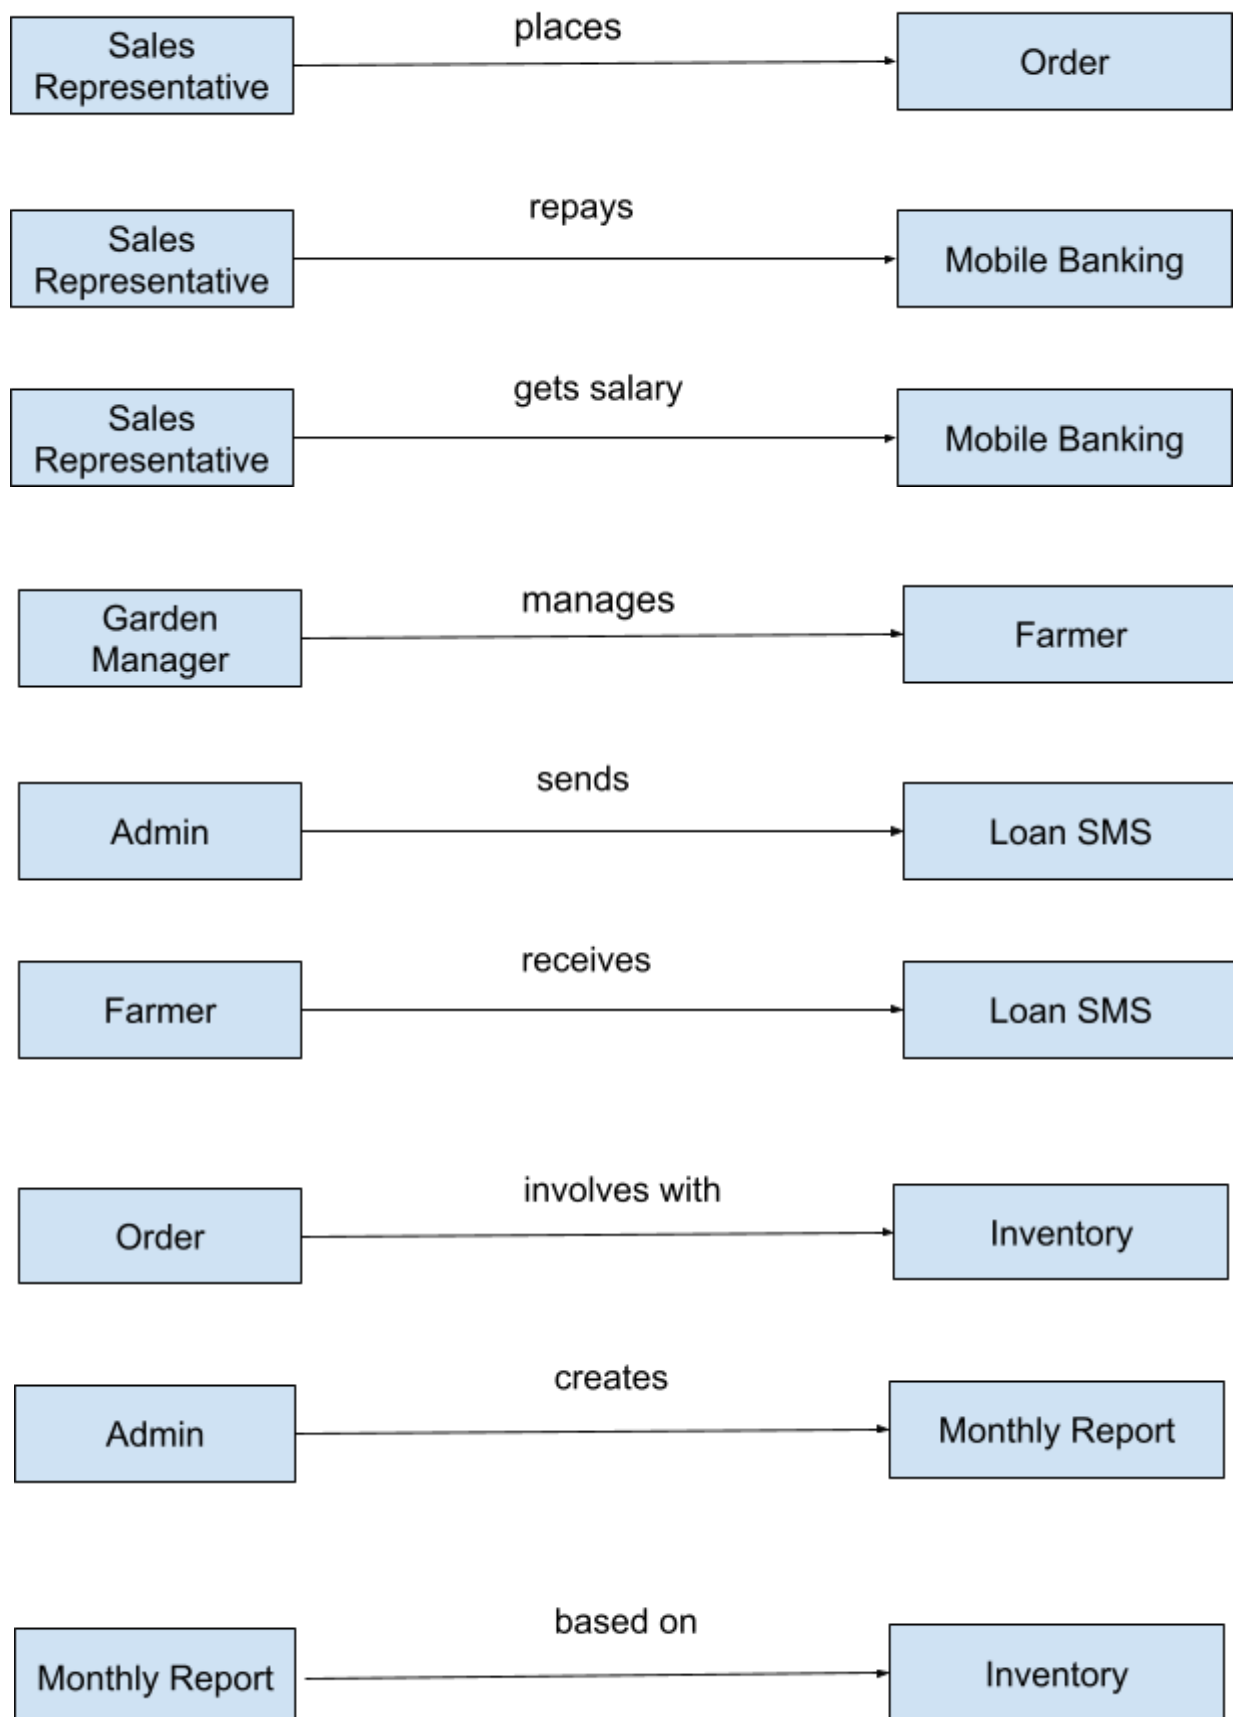 places
Sales
Representative
Order
repays
Sales
Representative
Mobile Banking
gets salary
Sales
Representative
Mobile Banking
manages
Garden
Manager
Farmer
sends
Admin
Loan SMS
receives
Farmer
Loan SMS
involves with
Order
Inventory
creates
Admin
Monthly Report
based on
Monthly Report
Inventory